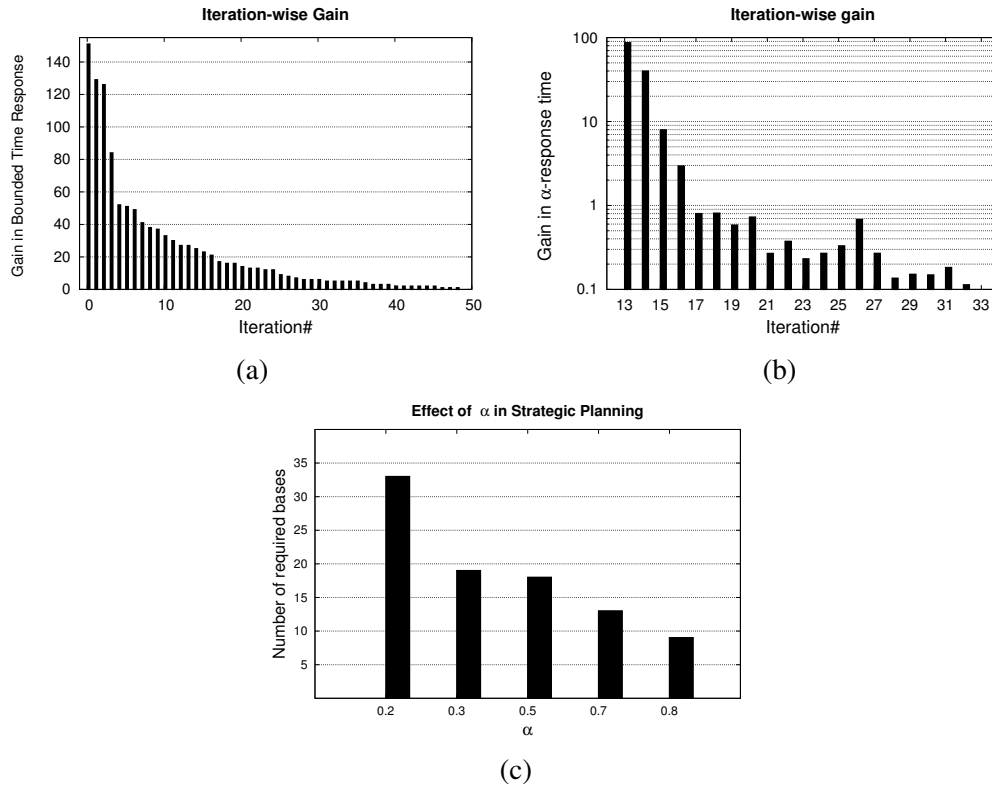 Iteration-wise Gain
Gain in Bounded Time Response
140
120
100
80
60
40
20
0
0 10 20 30 40 50
Iteration#
(a)
Iteration-wise gain
Gain in α-response time
100
10
1
0.1
13 15 17 19 21 23 25 27 29 31 33
Iteration#
(b)
Effect of α in Strategic Planning
Number of required bases
35
30
25
20
15
10
5
0.2 0.3 0.5 0.7 0.8
α
(c)